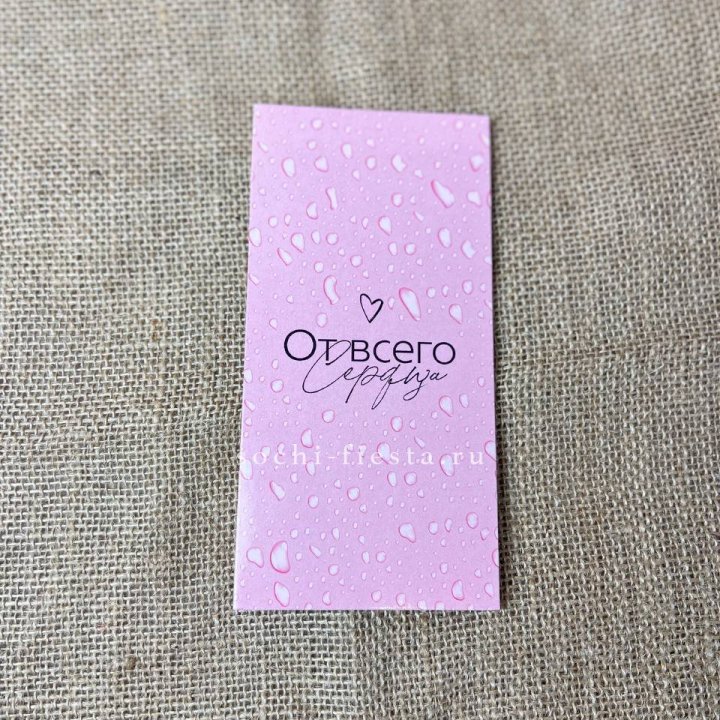 От всего
Сердца
sochi-fiesta ru